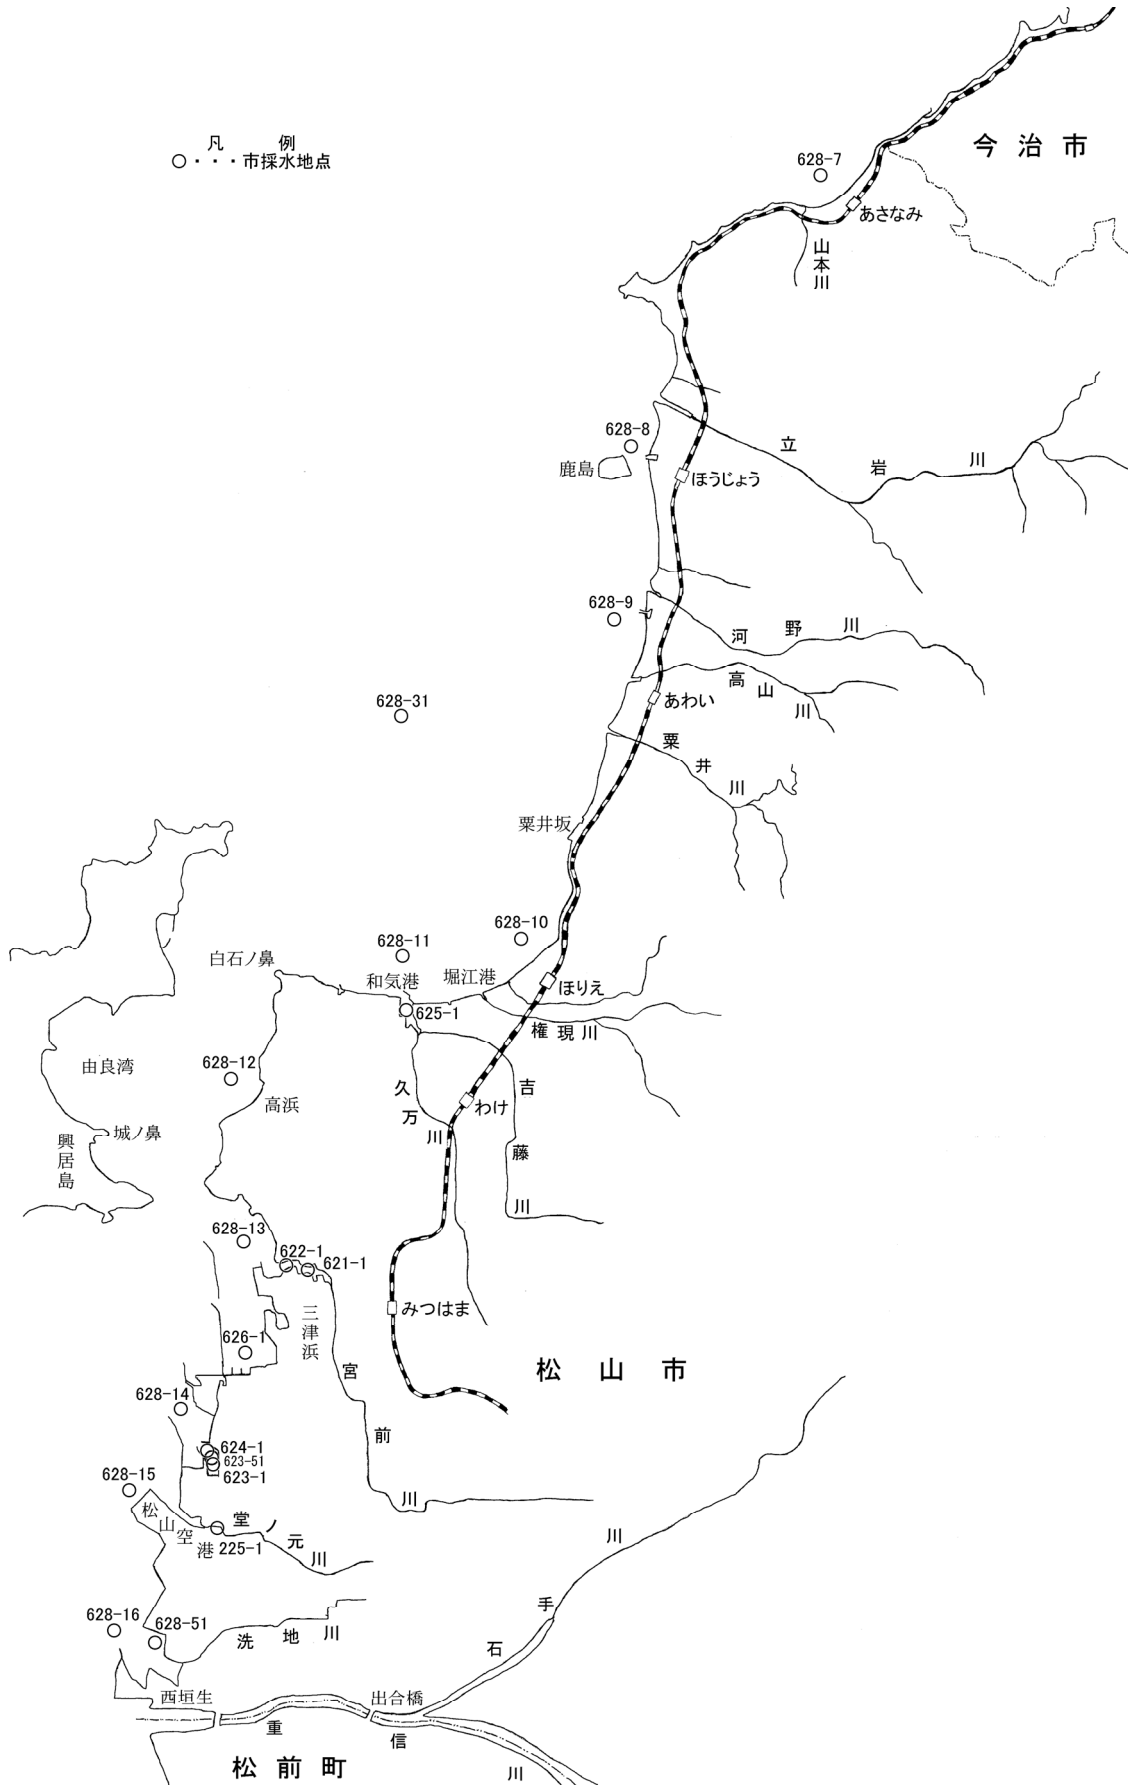 凡 例
○・・・市採水地点
今治市
628-7
あさなみ
山本川
628-8
鹿島
ほうじょう
立岩川
628-9
河野川
高山川
628-31
あわい
粟井川
粟井坂
628-10
628-11
白石ノ鼻
和気港
堀江港
ほりえ
625-1
権現川
由良湾
628-12
高浜
久万川
わけ
吉藤川
城ノ鼻
興居島
628-13
622-1
621-1
三津浜
みつはま
626-1
宮前川
松山市
628-14
624-1
623-51
623-1
628-15
松山空港
225-1
堂ノ元川
石手川
628-16
628-51
洗地川
西垣生
出合橋
重信川
松前町